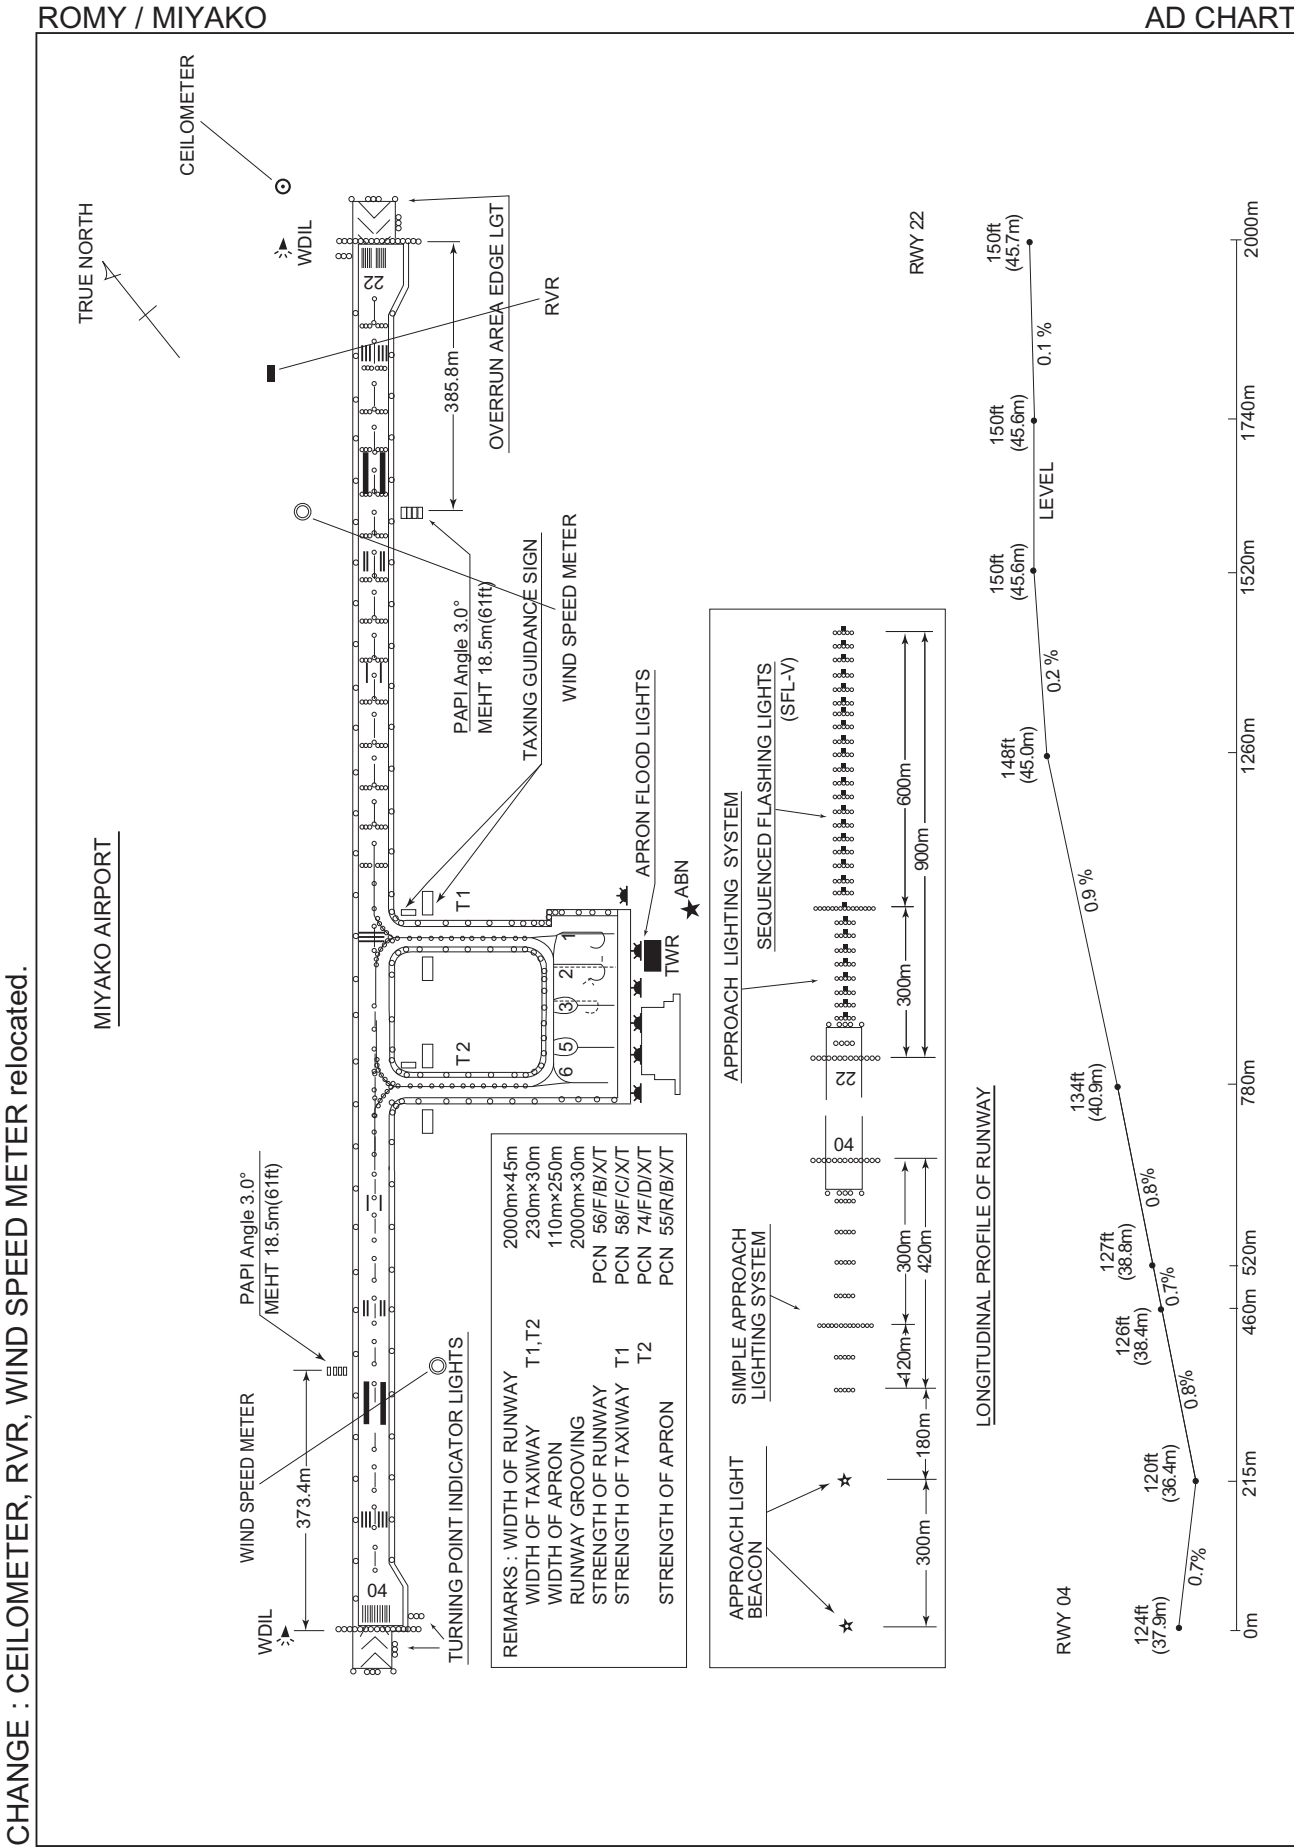 ROMY / MIYAKO
AD CHART
CHANGE : CEILOMETER, RVR, WIND SPEED METER relocated.
MIYAKO AIRPORT
TRUE NORTH
CEILOMETER
WDIL
22
OVERRUN AREA EDGE LGT
RVR
385.8m
PAPI Angle 3.0°
MEHT 18.5m(61ft)
TAXING GUIDANCE SIGN
WIND SPEED METER
APRON FLOOD LIGHTS
ABN
TWR
T1
T2
1
2
3
5
6
PAPI Angle 3.0°
MEHT 18.5m(61ft)
WIND SPEED METER
373.4m
WDIL
04
TURNING POINT INDICATOR LIGHTS
REMARKS : WIDTH OF RUNWAY 2000m×45m
WIDTH OF TAXIWAY T1,T2 230m×30m
WIDTH OF APRON 110m×250m
RUNWAY GROOVING 2000m×30m
STRENGTH OF RUNWAY PCN 56/F/B/X/T
STRENGTH OF TAXIWAY T1 PCN 58/F/C/X/T
T2 PCN 74/F/D/X/T
STRENGTH OF APRON PCN 55/R/B/X/T
APPROACH LIGHT
BEACON
SIMPLE APPROACH
LIGHTING SYSTEM
APPROACH LIGHTING SYSTEM
SEQUENCED FLASHING LIGHTS
(SFL-V)
04
22
300m
180m
120m
300m
420m
300m
600m
900m
LONGITUDINAL PROFILE OF RUNWAY
RWY 04
RWY 22
124ft
(37.9m)
0.7%
120ft
(36.4m)
0.8%
126ft
(38.4m)
0.7%
127ft
(38.8m)
0.8%
134ft
(40.9m)
0.9 %
148ft
(45.0m)
0.2 %
150ft
(45.6m)
LEVEL
150ft
(45.6m)
0.1 %
150ft
(45.7m)
0m
215m
460m
520m
780m
1260m
1520m
1740m
2000m